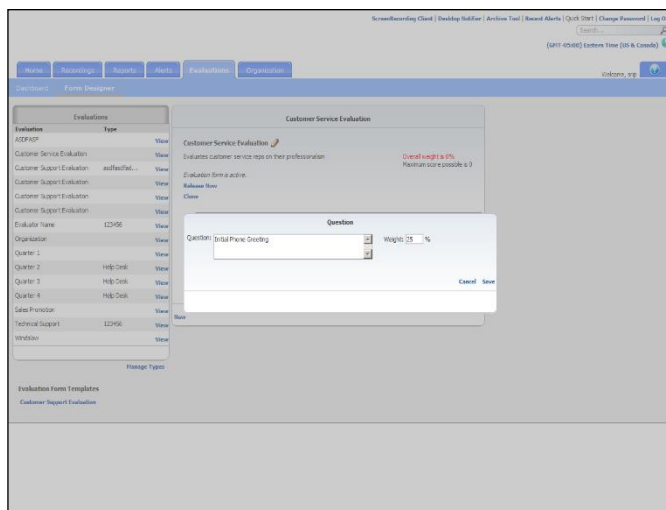 ScreenRecording Client | Desktop Notifier | Archive Tool | Recent Alerts | Quick Start | Change Password | Log O
Search...
(GMT-05:00) Eastern Time (US & Canada)
Home Recordings Reports Alerts Evaluations Organization
Welcome,
Dashboard Form Designer
Evaluations
Evaluation Type
ASDFASF View
Customer Service Evaluation View
Customer Support Evaluation View
Customer Support Evaluation View
Customer Support Evaluation View
Customer Support Evaluation View
Evaluator Name 123456 View
Organization View
Quarter 1 View
Quarter 2 Help Desk View
Quarter 3 Help Desk View
Quarter 4 Help Desk View
Sales Promotion View
Technical Support 123456 View
WindView View
Manage Types
Evaluation Form Templates
Customer Support Evaluation
Customer Service Evaluation
Customer Service Evaluation
Evaluates customer service reps on their professionalism
Overall weight is 0%
Maximum score possible is 0
Evaluation form is active.
Release Now
Clone
Question
Question: Initial Phone Greeting Weight: 25 %
Cancel Save
New